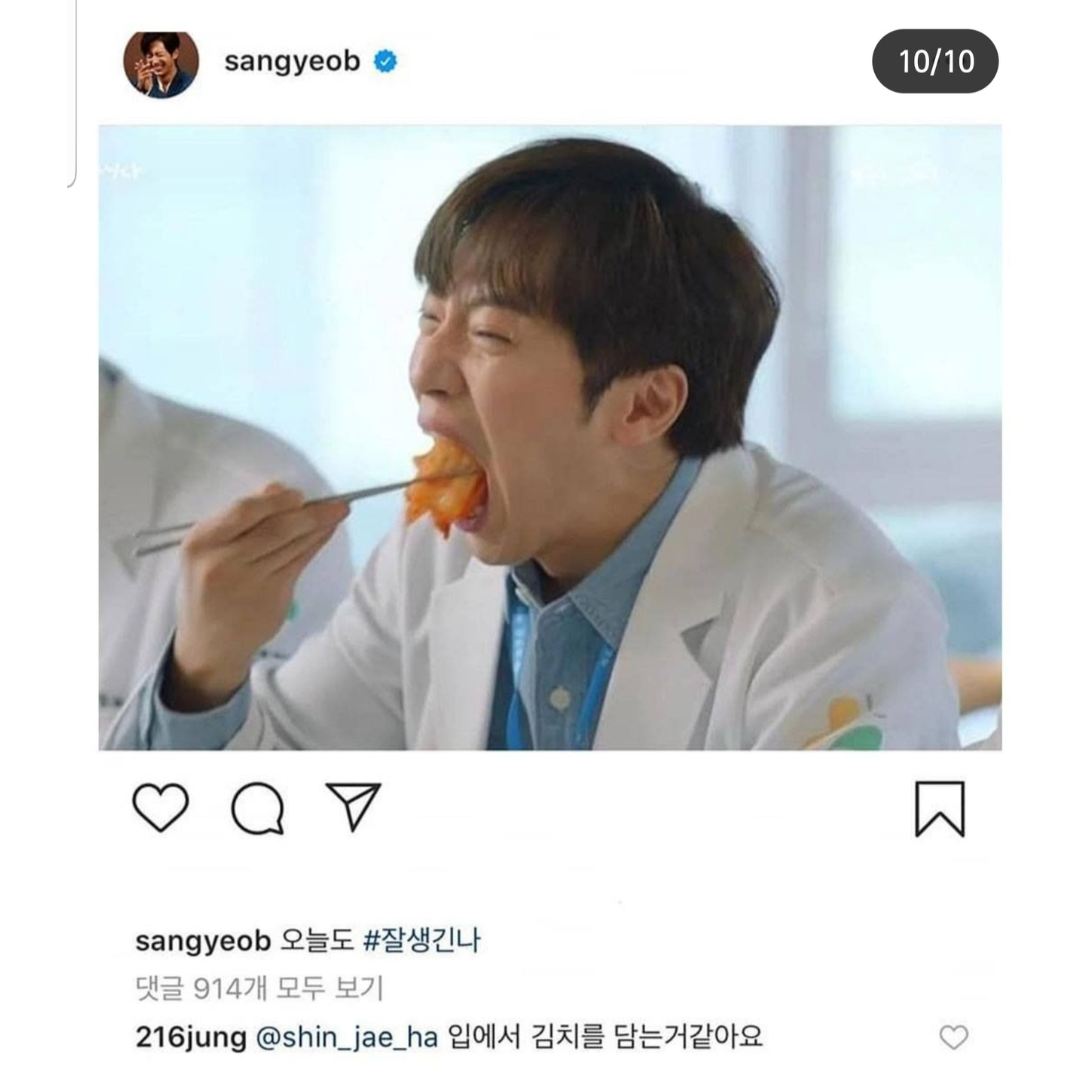 sangyeob
10/10
sangyeob 오늘도 #잘생긴나
댓글 914개 모두 보기
216jung @shin_jae_ha 입에서 김치를 담는거같아요